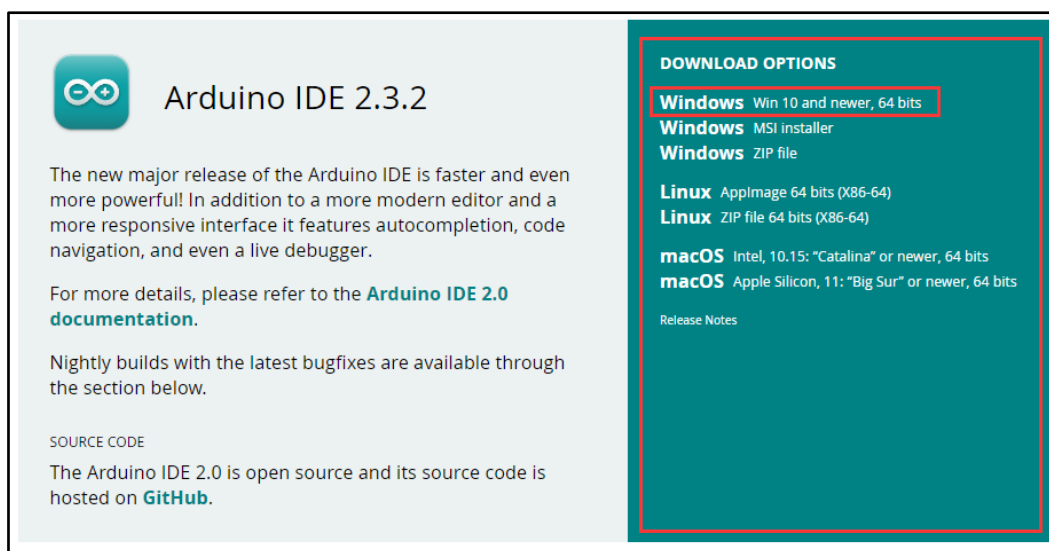 Arduino IDE 2.3.2
The new major release of the Arduino IDE is faster and even
more powerful! In addition to a more modern editor and a
more responsive interface it features autocompletion, code
navigation, and even a live debugger.
For more details, please refer to the Arduino IDE 2.0
documentation.
Nightly builds with the latest bugfixes are available through
the section below.
SOURCE CODE
The Arduino IDE 2.0 is open source and its source code is
hosted on GitHub.
DOWNLOAD OPTIONS
Windows Win 10 and newer, 64 bits
Windows MSI installer
Windows ZIP file
Linux AppImage 64 bits (X86-64)
Linux ZIP file 64 bits (X86-64)
macOS Intel, 10.15: “Catalina” or newer, 64 bits
macOS Apple Silicon, 11: “Big Sur” or newer, 64 bits
Release Notes